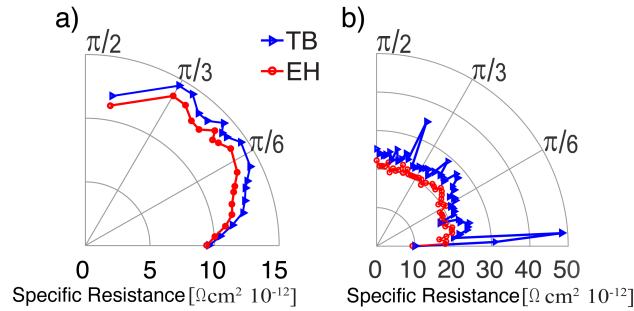 a)
π/2
π/3
π/6
TB
EH
0 5 10 15
Specific Resistance [Ωcm² 10⁻¹²]
b)
π/2
π/3
π/6
0 10 20 30 40 50
Specific Resistance [Ω cm² 10⁻¹²]